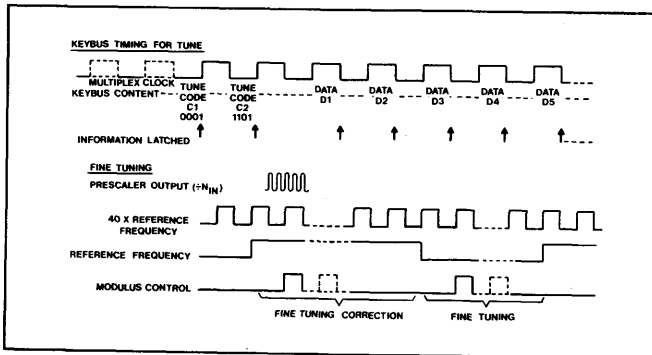 KEYBUS TIMING FOR TUNE
MULTIPLEX CLOCK
KEYBUS CONTENT
TUNE CODE C1 0001
TUNE CODE C2 1101
DATA D1
DATA D2
DATA D3
DATA D4
DATA D5
INFORMATION LATCHED
FINE TUNING
PRESCALER OUTPUT (÷NIN)
40 X REFERENCE FREQUENCY
REFERENCE FREQUENCY
MODULUS CONTROL
FINE TUNING CORRECTION
FINE TUNING